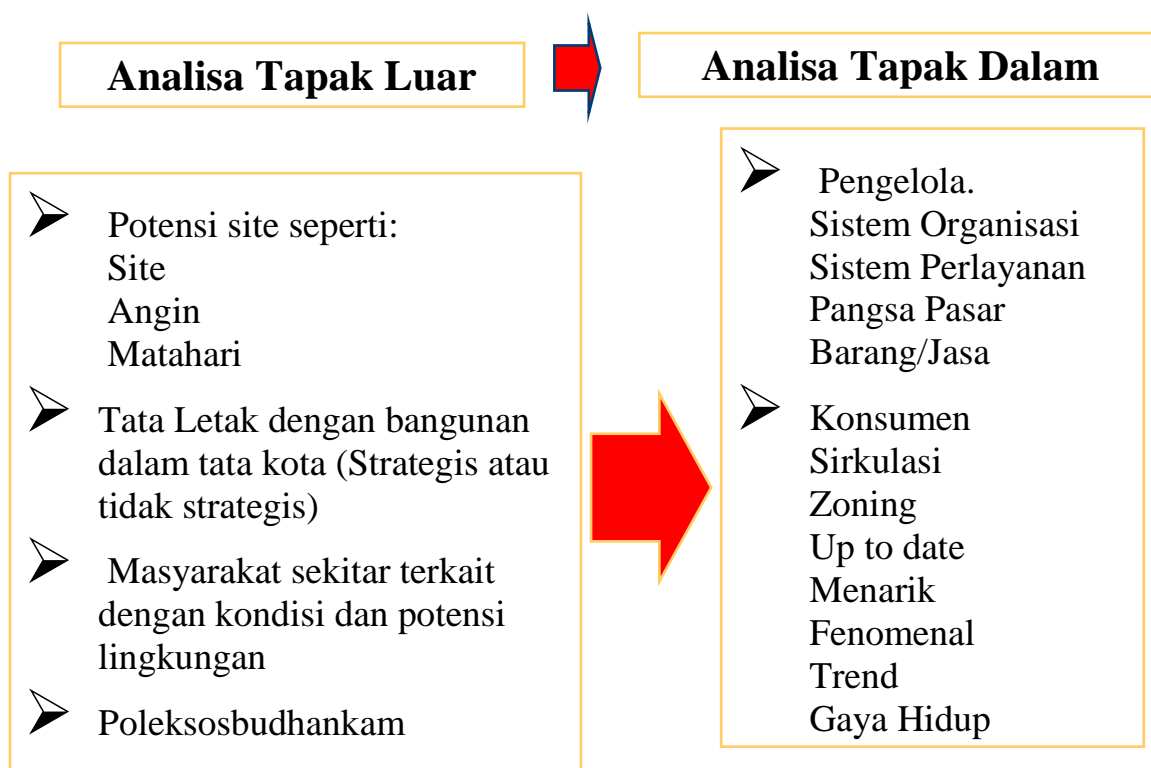 Analisa Tapak Luar
Analisa Tapak Dalam
Potensi site seperti:
Site
Angin
Matahari
Tata Letak dengan bangunan
dalam tata kota (Strategis atau
tidak strategis)
Masyarakat sekitar terkait
dengan kondisi dan potensi
lingkungan
Poleksosbudhankam
Pengelola.
Sistem Organisasi
Sistem Perlayanan
Pangsa Pasar
Barang/Jasa
Konsumen
Sirkulasi
Zoning
Up to date
Menarik
Fenomenal
Trend
Gaya Hidup